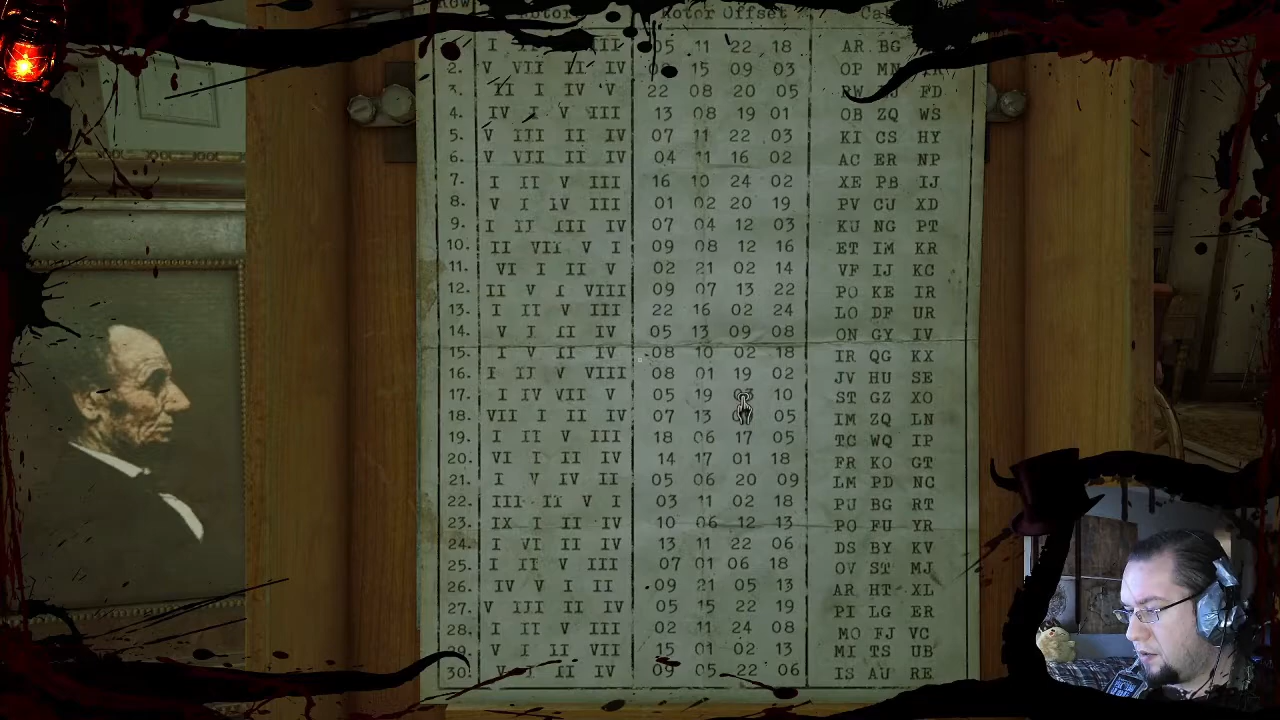 Rotor Offset
I III 05 11 22 18 AR BG
2. V VII II IV 15 09 03 OP MN
3. II I IV V 22 08 20 05 RW FD
4. IV I V III 13 08 19 01 OB ZQ WS
5. V III II IV 07 11 22 03 KI CS HY
6. V VII II IV 04 11 16 02 AC ER NP
7. I II V III 16 10 24 02 XE PB IJ
8. V I IV III 01 02 20 19 PV CU XD
9. I II III IV 07 04 12 03 KU NG PT
10. II VII V I 09 08 12 16 ET IM KR
11. VI I II V 02 21 02 14 VF IJ KC
12. II V I VIII 09 07 13 22 PO KE IR
13. I II V III 22 16 02 24 LO DF UR
14. V I II IV 05 13 09 08 ON GY IV
15. I V II IV 08 10 02 18 IR QG KX
16. I II V VIII 08 01 19 02 JV HU SE
17. I IV VII V 05 19 10 ST GZ XO
18. VII I II IV 07 13 05 IM ZQ LN
19. I II V III 18 06 17 05 TC WQ IP
20. VI I II IV 14 17 01 18 FR KO GT
21. I V IV II 05 06 20 09 LM PD NC
22. III II V I 03 11 02 18 PU BG RT
23. IX I II IV 10 06 12 13 PO FU YR
24. I VI II IV 13 11 22 06 DS BY KV
25. I II V III 07 01 06 18 OV ST MJ
26. IV V I II 09 21 05 13 AR HT XL
27. V III II IV 05 15 22 19 PI LG ER
28. I II V III 02 11 24 08 MO FJ VC
29. V I II VII 15 01 02 13 MI TS UB
30. V I II IV 09 05 22 06 IS AU RE